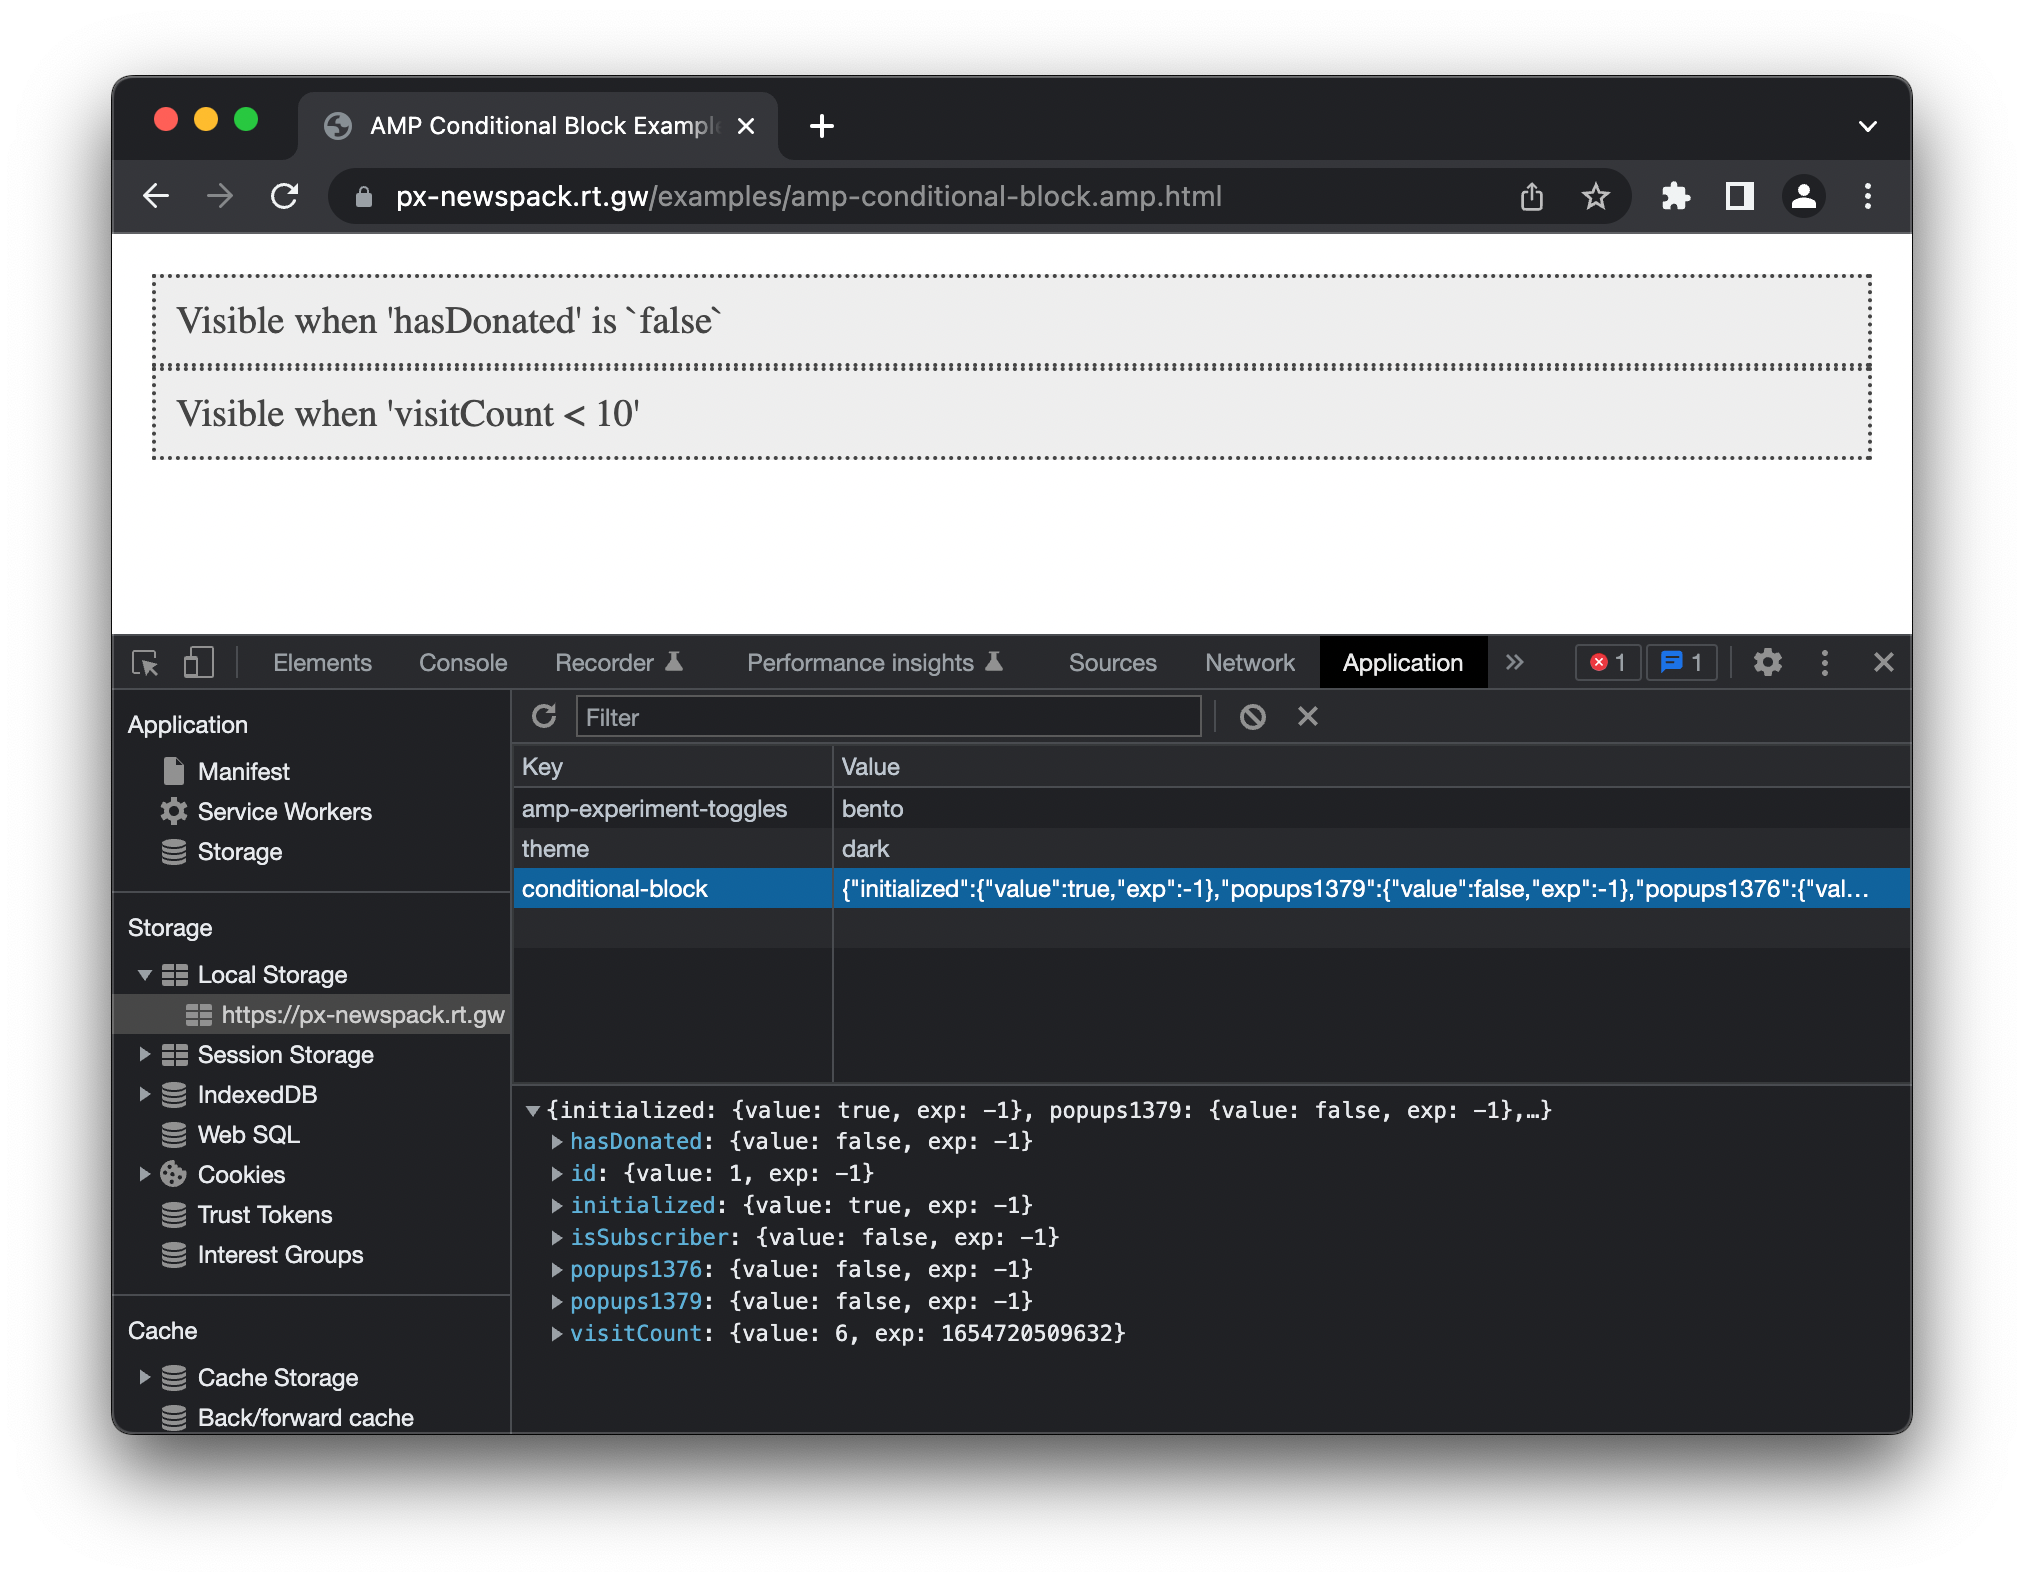 AMP Conditional Block Example
px-newspack.rt.gw/examples/amp-conditional-block.amp.html
Visible when 'hasDonated' is `false`
Visible when 'visitCount < 10'
Elements Console Recorder Performance insights Sources Network Application 1 1
Application
Manifest
Service Workers
Storage
Storage
Local Storage
https://px-newspack.rt.gw
Session Storage
IndexedDB
Web SQL
Cookies
Trust Tokens
Interest Groups
Cache
Cache Storage
Back/forward cache
Filter
Key Value
amp-experiment-toggles bento
theme dark
conditional-block {"initialized":{"value":true,"exp":-1},"popups1379":{"value":false,"exp":-1},"popups1376":{"val…
{initialized: {value: true, exp: -1}, popups1379: {value: false, exp: -1},…}
hasDonated: {value: false, exp: -1}
id: {value: 1, exp: -1}
initialized: {value: true, exp: -1}
isSubscriber: {value: false, exp: -1}
popups1376: {value: false, exp: -1}
popups1379: {value: false, exp: -1}
visitCount: {value: 6, exp: 1654720509632}